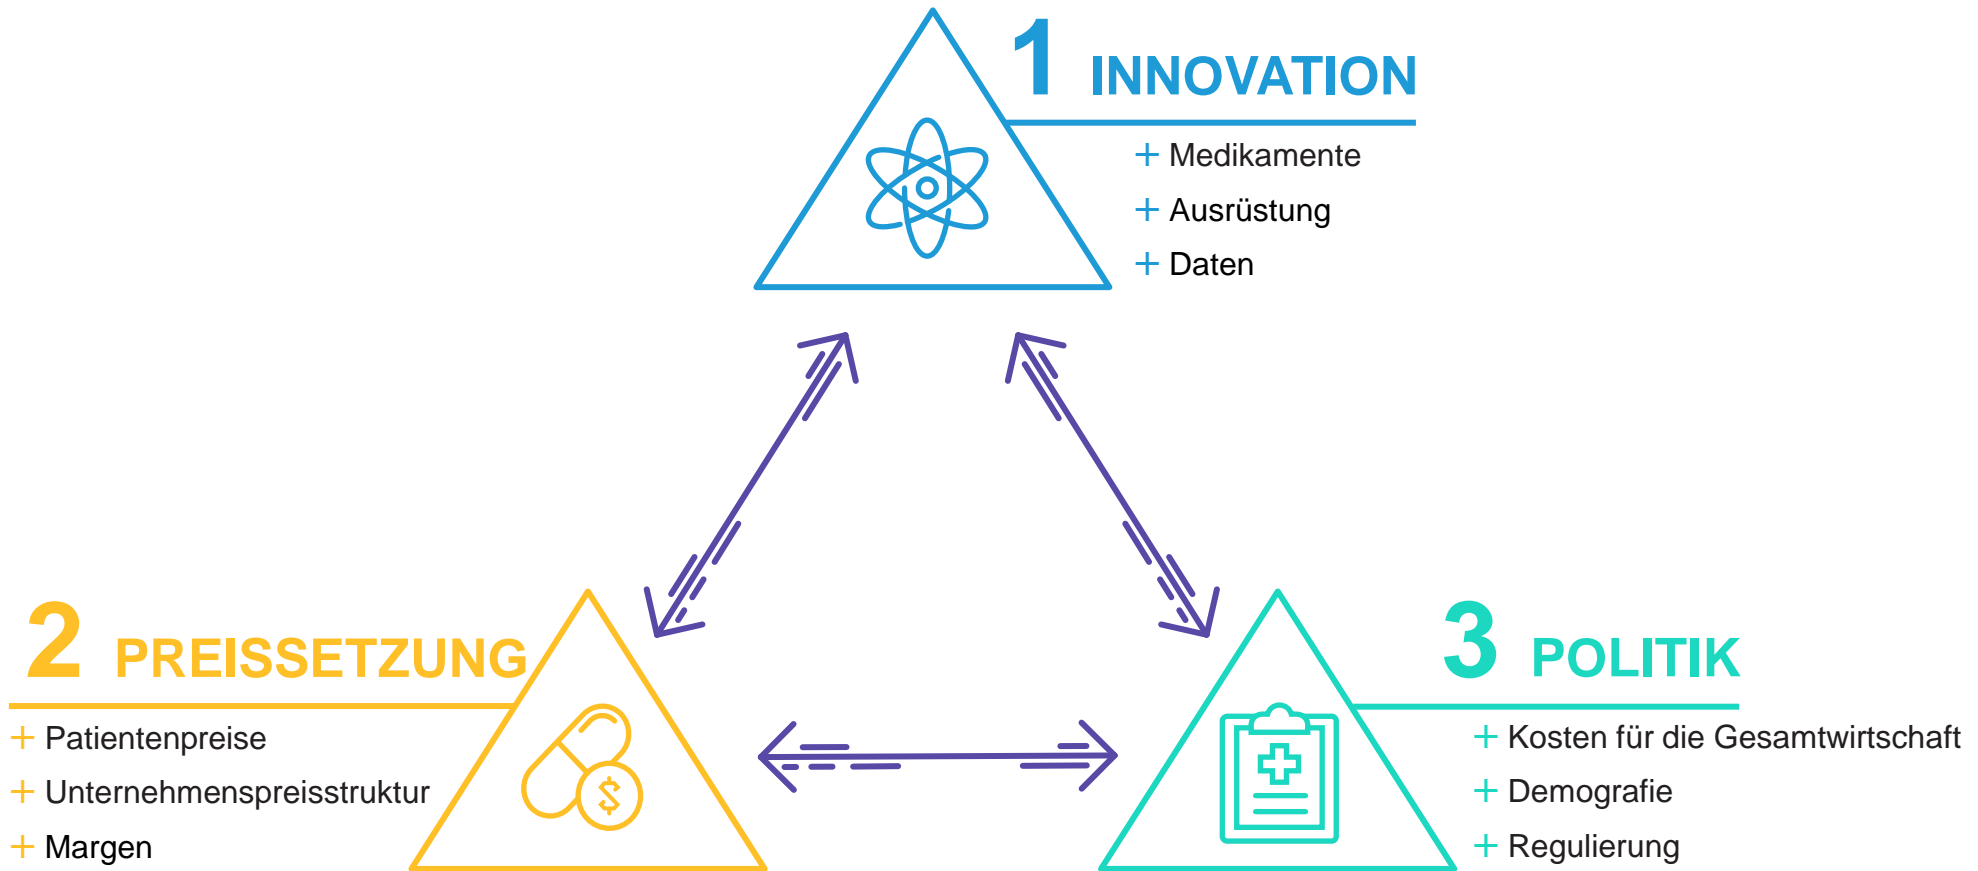 1 INNOVATION
+ Medikamente
+ Ausrüstung
+ Daten
2 PREISSETZUNG
+ Patientenpreise
+ Unternehmenspreisstruktur
+ Margen
$
3 POLITIK
+ Kosten für die Gesamtwirtschaft
+ Demografie
+ Regulierung